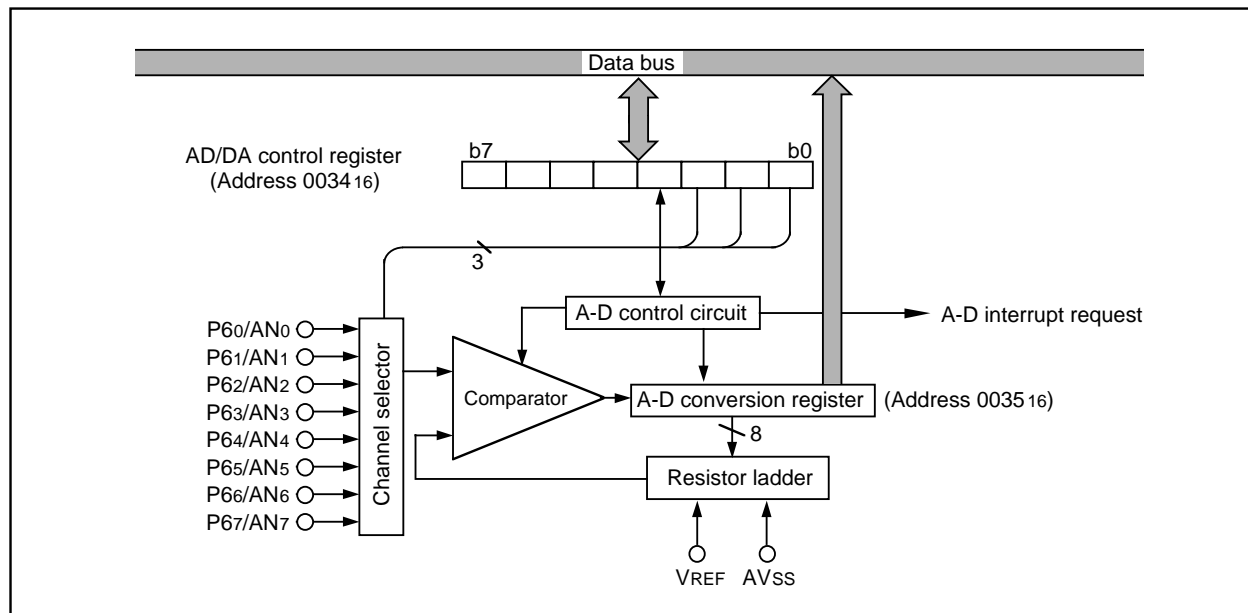 Data bus
b7 b0
AD/DA control register
(Address 003416)
3
A-D control circuit
A-D interrupt request
P60/AN0
P61/AN1
P62/AN2
P63/AN3
P64/AN4
P65/AN5
P66/AN6
P67/AN7
Channel selector
Comparator
A-D conversion register
(Address 003516)
8
Resistor ladder
VREF AVSS